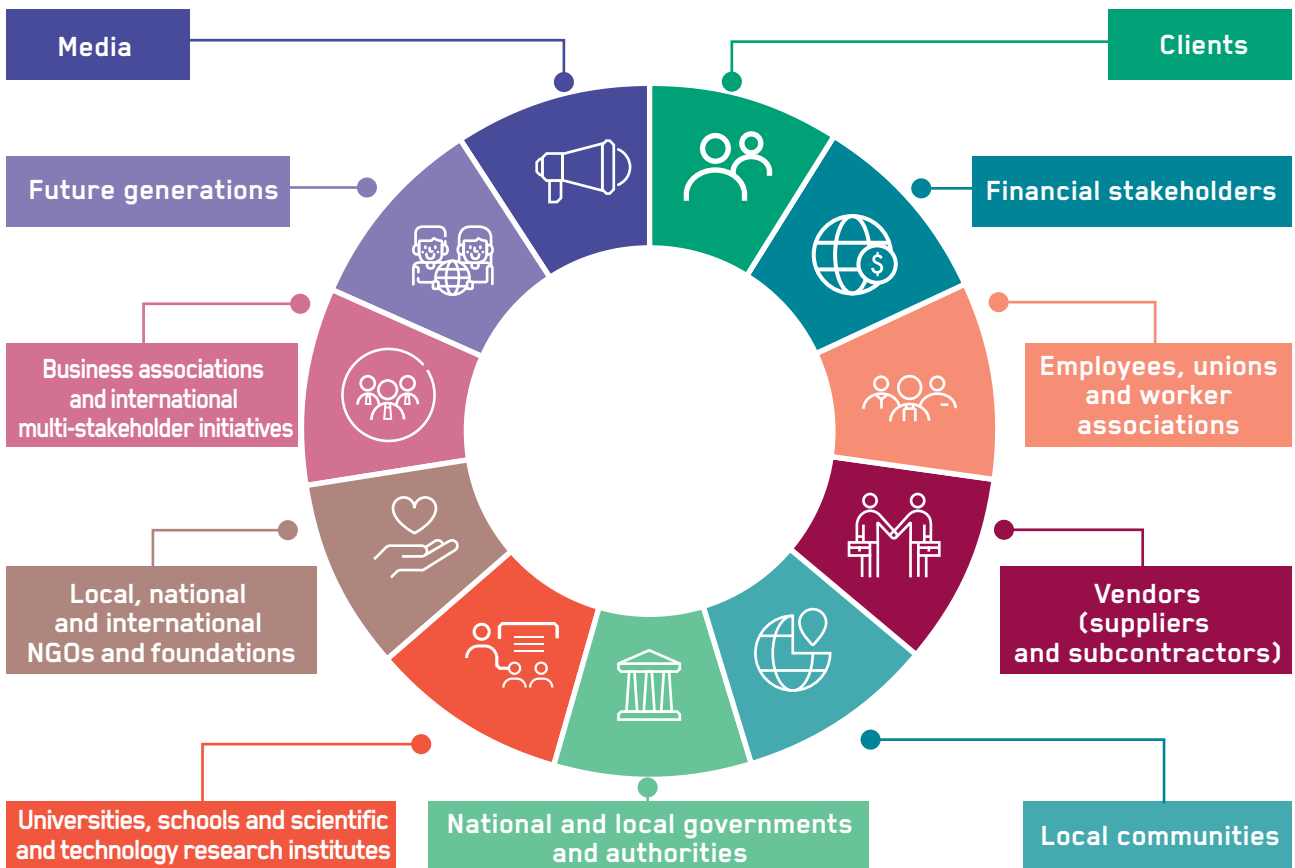 Media
Clients
Future generations
Financial stakeholders
Business associations
and international
multi-stakeholder initiatives
Employees, unions
and worker
associations
Local, national
and international
NGOs and foundations
Vendors
(suppliers
and subcontractors)
Universities, schools and scientific
and technology research institutes
National and local governments
and authorities
Local communities
$